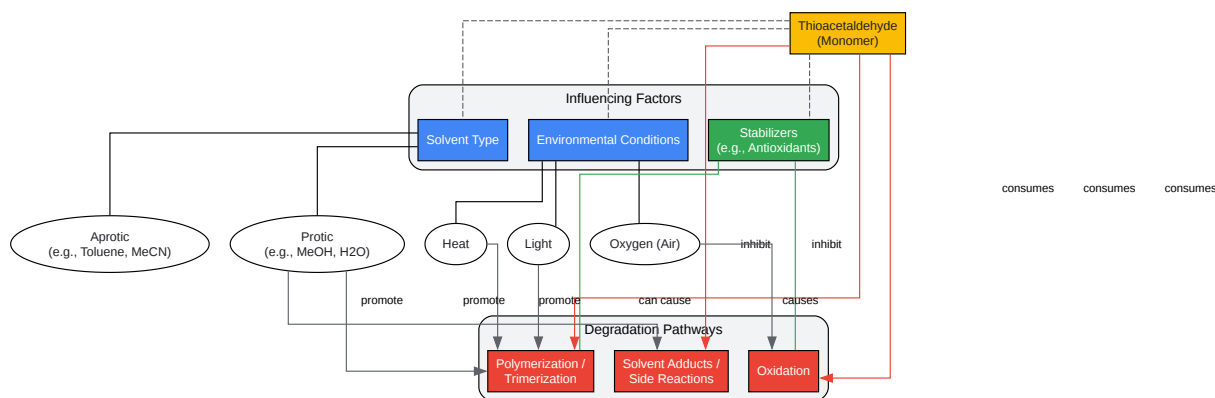 Thioacetaldehyde
(Monomer)
Influencing Factors
Solvent Type
Environmental Conditions
Stabilizers
(e.g., Antioxidants)
consumes
consumes
consumes
Aprotic
(e.g., Toluene, MeCN)
Protic
(e.g., MeOH, H2O)
Heat
Light
Oxygen (Air)
inhibit
inhibit
promote
promote
promote
can cause
causes
Degradation Pathways
Polymerization /
Trimerization
Solvent Adducts /
Side Reactions
Oxidation